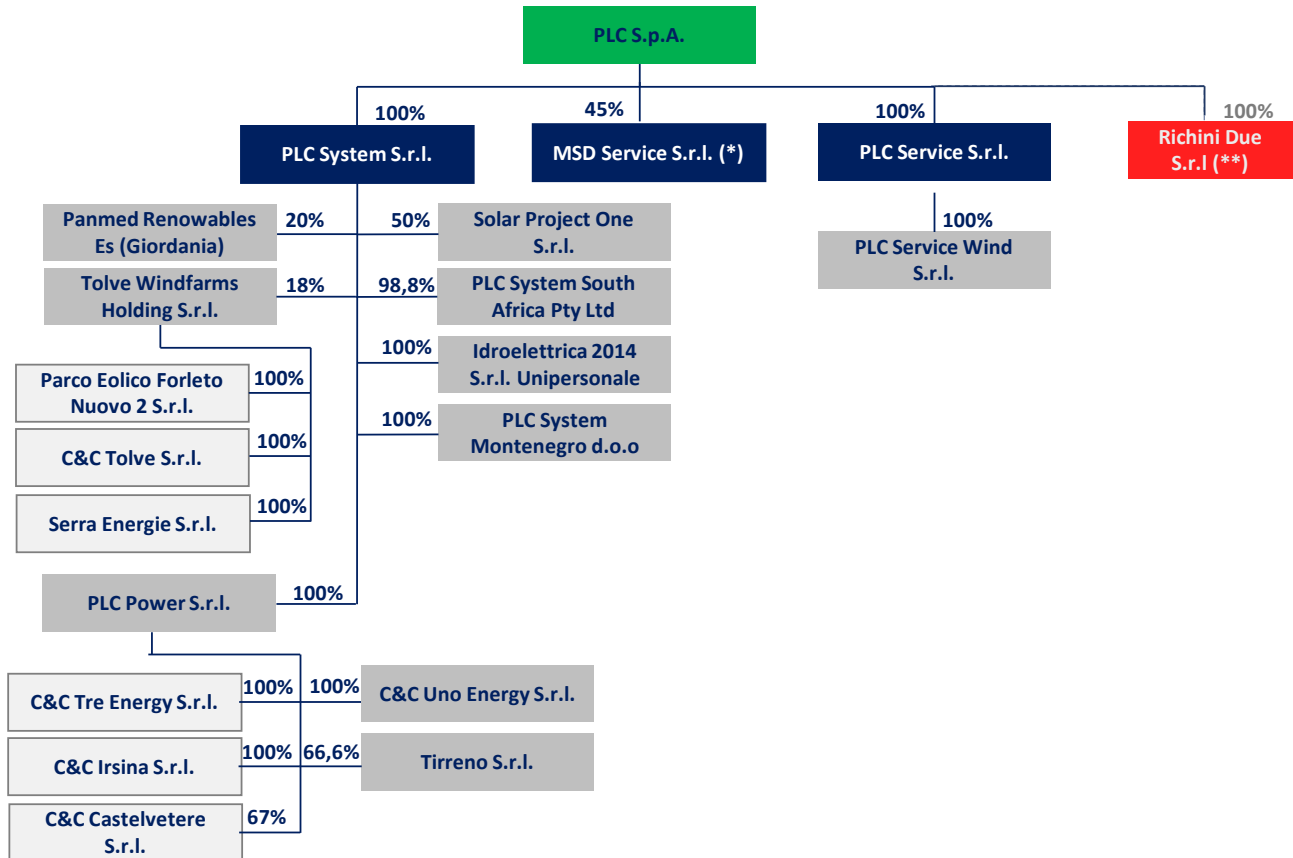 PLC S.p.A.
100%
45%
100%
100%
PLC System S.r.l.
MSD Service S.r.l. (*)
PLC Service S.r.l.
Richini Due
S.r.l (**)
Panmed Renowables
Es (Giordania)
20%
50%
Solar Project One
S.r.l.
100%
PLC Service Wind
S.r.l.
Tolve Windfarms
Holding S.r.l.
18%
98,8%
PLC System South
Africa Pty Ltd
100%
Idroelettrica 2014
S.r.l. Unipersonale
Parco Eolico Forleto
Nuovo 2 S.r.l.
100%
100%
PLC System
Montenegro d.o.o
C&C Tolve S.r.l.
100%
Serra Energie S.r.l.
100%
PLC Power S.r.l.
100%
C&C Tre Energy S.r.l.
100%
100%
C&C Uno Energy S.r.l.
C&C Irsina S.r.l.
100%
66,6%
Tirreno S.r.l.
C&C Castelvetere
S.r.l.
67%